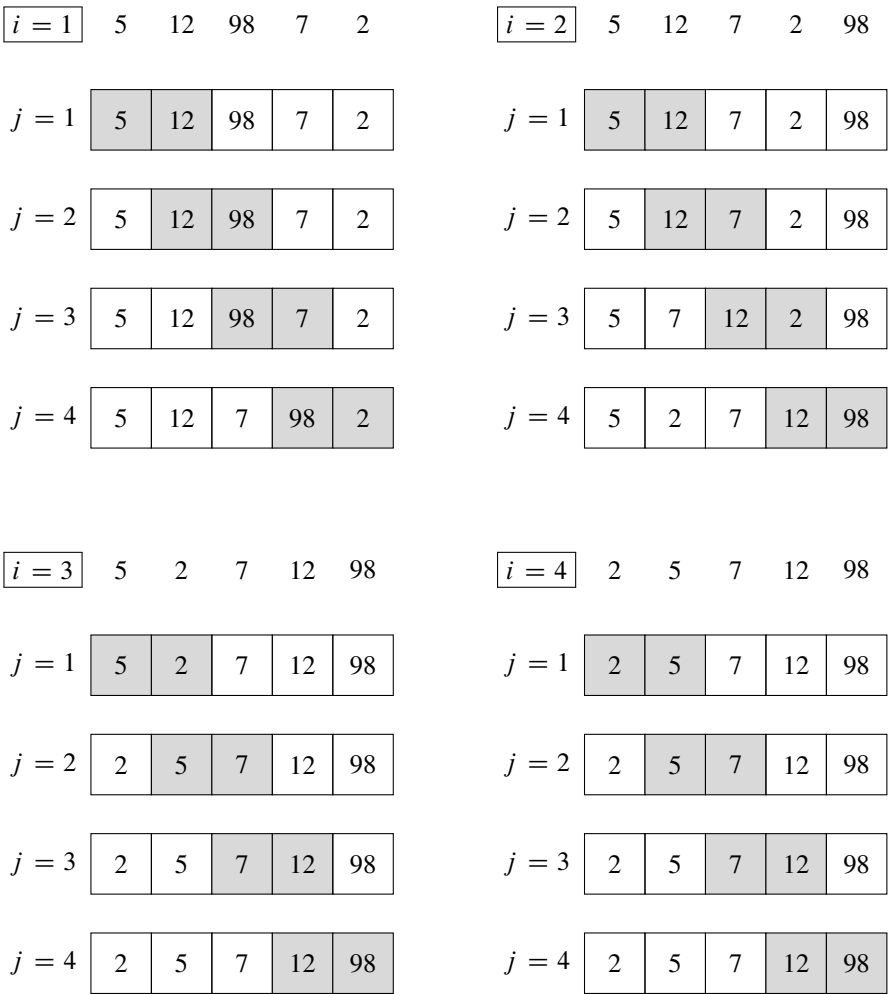 i = 1 5 12 98 7 2
j = 1 5 12 98 7 2
j = 2 5 12 98 7 2
j = 3 5 12 98 7 2
j = 4 5 12 7 98 2
i = 2 5 12 7 2 98
j = 1 5 12 7 2 98
j = 2 5 12 7 2 98
j = 3 5 7 12 2 98
j = 4 5 2 7 12 98
i = 3 5 2 7 12 98
j = 1 5 2 7 12 98
j = 2 2 5 7 12 98
j = 3 2 5 7 12 98
j = 4 2 5 7 12 98
i = 4 2 5 7 12 98
j = 1 2 5 7 12 98
j = 2 2 5 7 12 98
j = 3 2 5 7 12 98
j = 4 2 5 7 12 98